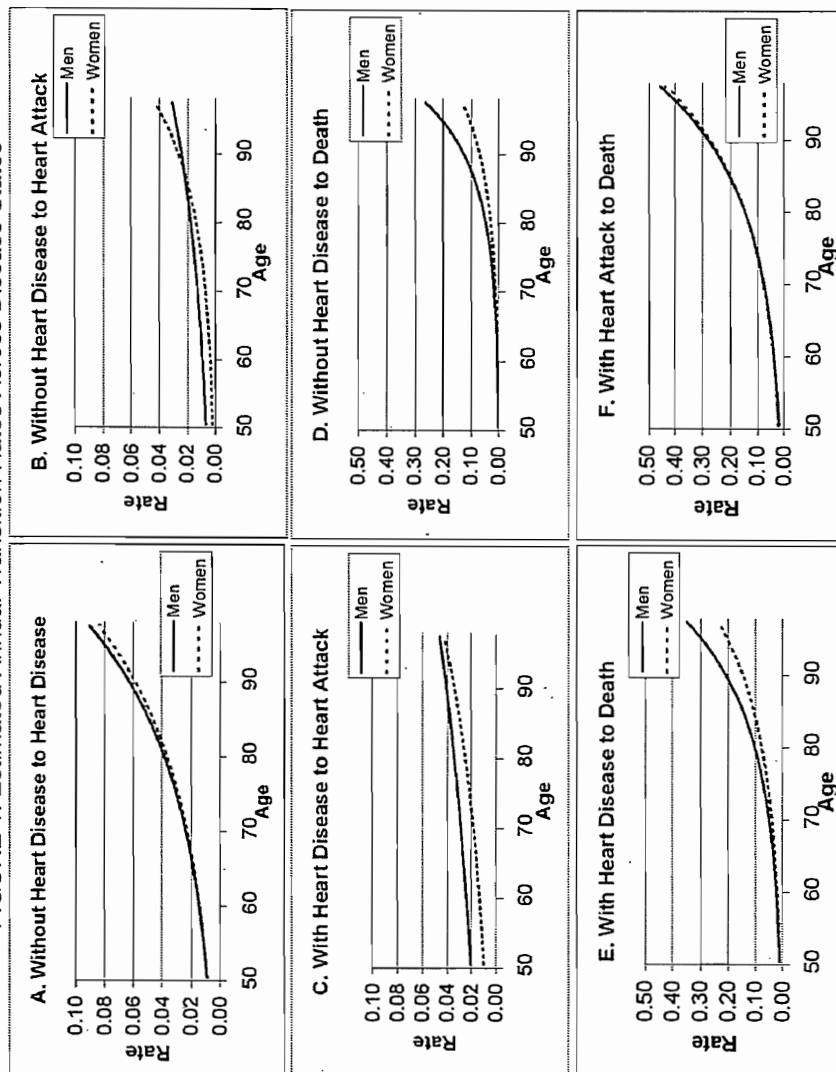 FIGURE Estimated Annual Transition Rates Across Disease States
A. Without Heart Disease to Heart Disease
Men
Women
Rate
0.10
0.08
0.06
0.04
0.02
0.00
50 60 70 80 90
Age
B. Without Heart Disease to Heart Attack
Men
Women
Rate
0.10
0.08
0.06
0.04
0.02
0.00
50 60 70 80 90
Age
C. With Heart Disease to Heart Attack
Men
Women
Rate
0.10
0.08
0.06
0.04
0.02
0.00
50 60 70 80 90
Age
D. Without Heart Disease to Death
Men
Women
Rate
0.50
0.40
0.30
0.20
0.10
0.00
50 60 70 80 90
Age
E. With Heart Disease to Death
Men
Women
Rate
0.50
0.40
0.30
0.20
0.10
0.00
50 60 70 80 90
Age
F. With Heart Attack to Death
Men
Women
Rate
0.50
0.40
0.30
0.20
0.10
0.00
50 60 70 80 90
Age